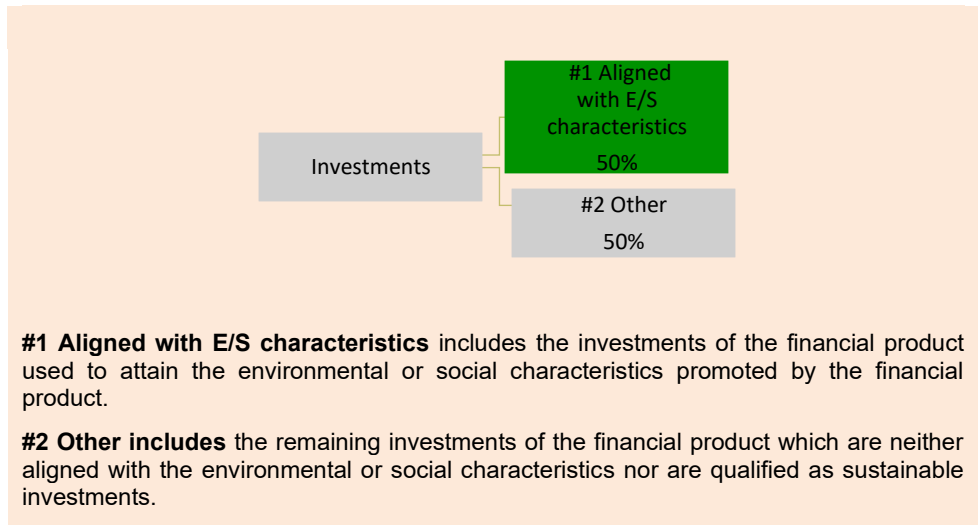 #1 Aligned
with E/S
characteristics
50%
Investments
#2 Other
50%
#1 Aligned with E/S characteristics includes the investments of the financial product
used to attain the environmental or social characteristics promoted by the financial
product.
#2 Other includes the remaining investments of the financial product which are neither
aligned with the environmental or social characteristics nor are qualified as sustainable
investments.